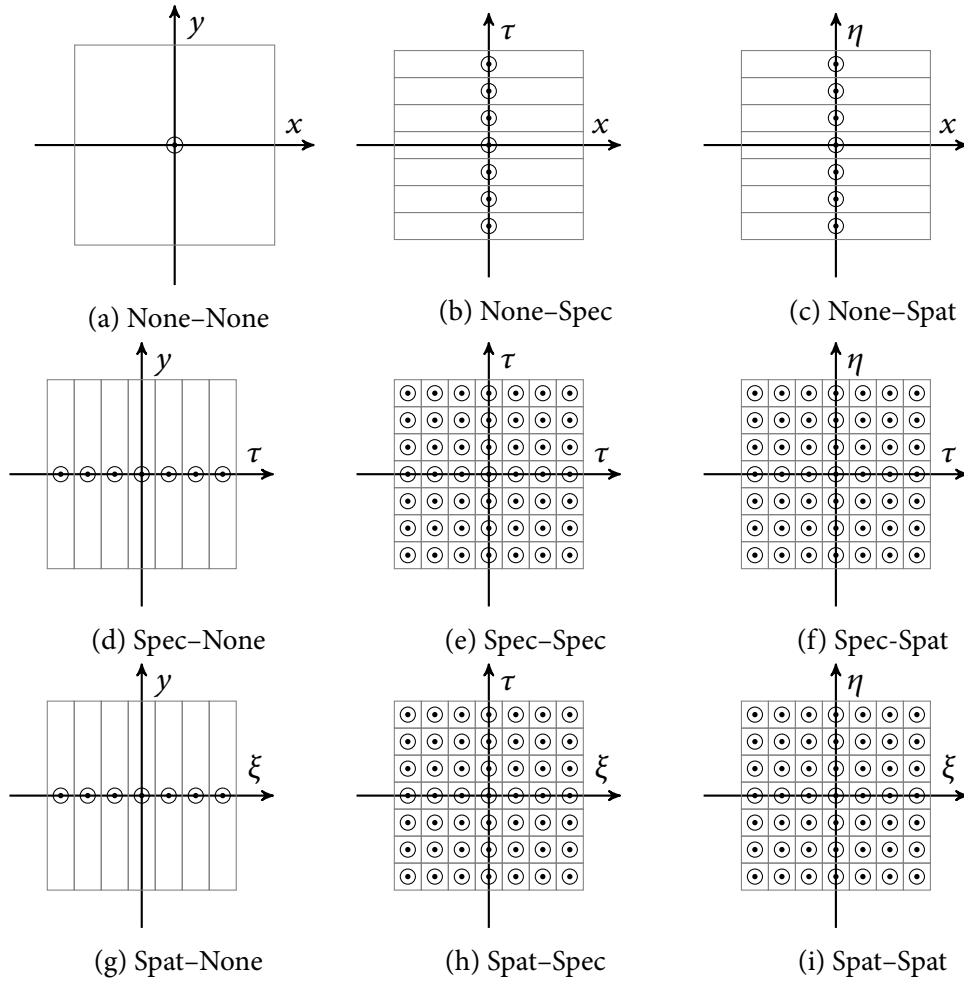 y
x
(a) None–None
τ
x
(b) None–Spec
η
x
(c) None–Spat
y
τ
(d) Spec–None
τ
τ
(e) Spec–Spec
η
τ
(f) Spec-Spat
y
ξ
(g) Spat–None
τ
ξ
(h) Spat–Spec
η
ξ
(i) Spat–Spat